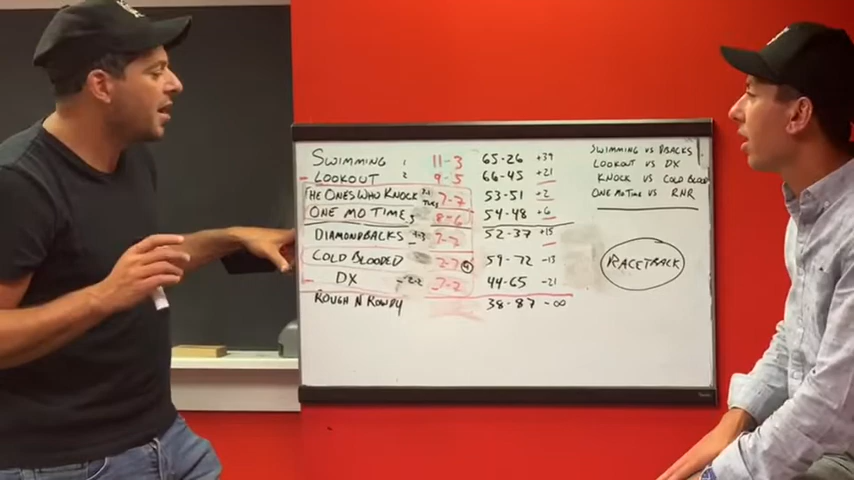 SWIMMING 1 11-3 65-26 +39
LOOKOUT 2 9-5 66-45 +21
THE ONES WHO KNOCK 7-7 53-51 +2
ONE MO TIME 8-6 54-48 +6
DIAMONDBACKS 7-7 52-37 +15
COLD BLOODED 7-7 59-72 -13
DX 7-7 44-65 -21
ROUGH N ROWDY 38-87 -∞
SWIMMING VS DBACKS
LOOKOUT VS DX
KNOCK VS COLD BLOOD
ONE MO TIME VS RNR
RACETRACK